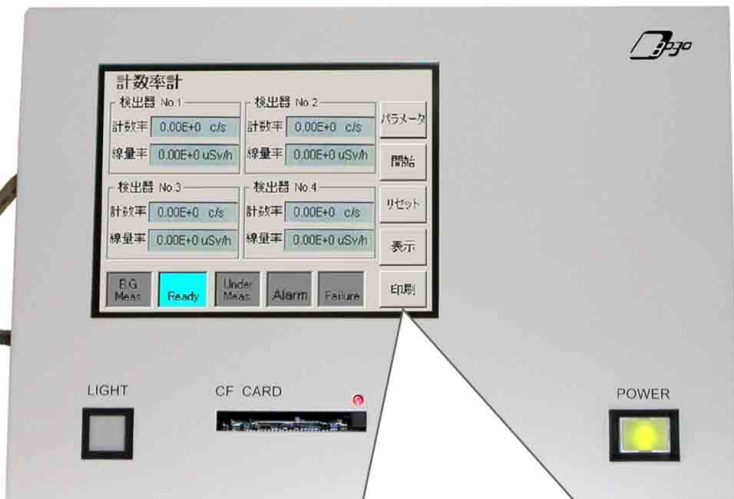 計数率計
検出器 No.1
計数率 0.00E+0 c/s
線量率 0.00E+0 uSv/h
検出器 No.2
計数率 0.00E+0 c/s
線量率 0.00E+0 uSv/h
検出器 No.3
計数率 0.00E+0 c/s
線量率 0.00E+0 uSv/h
検出器 No.4
計数率 0.00E+0 c/s
線量率 0.00E+0 uSv/h
パラメータ
開始
リセット
表示
印刷
B.G
Meas.
Ready
Under
Meas.
Alarm
Failure
LIGHT
CF CARD
POWER